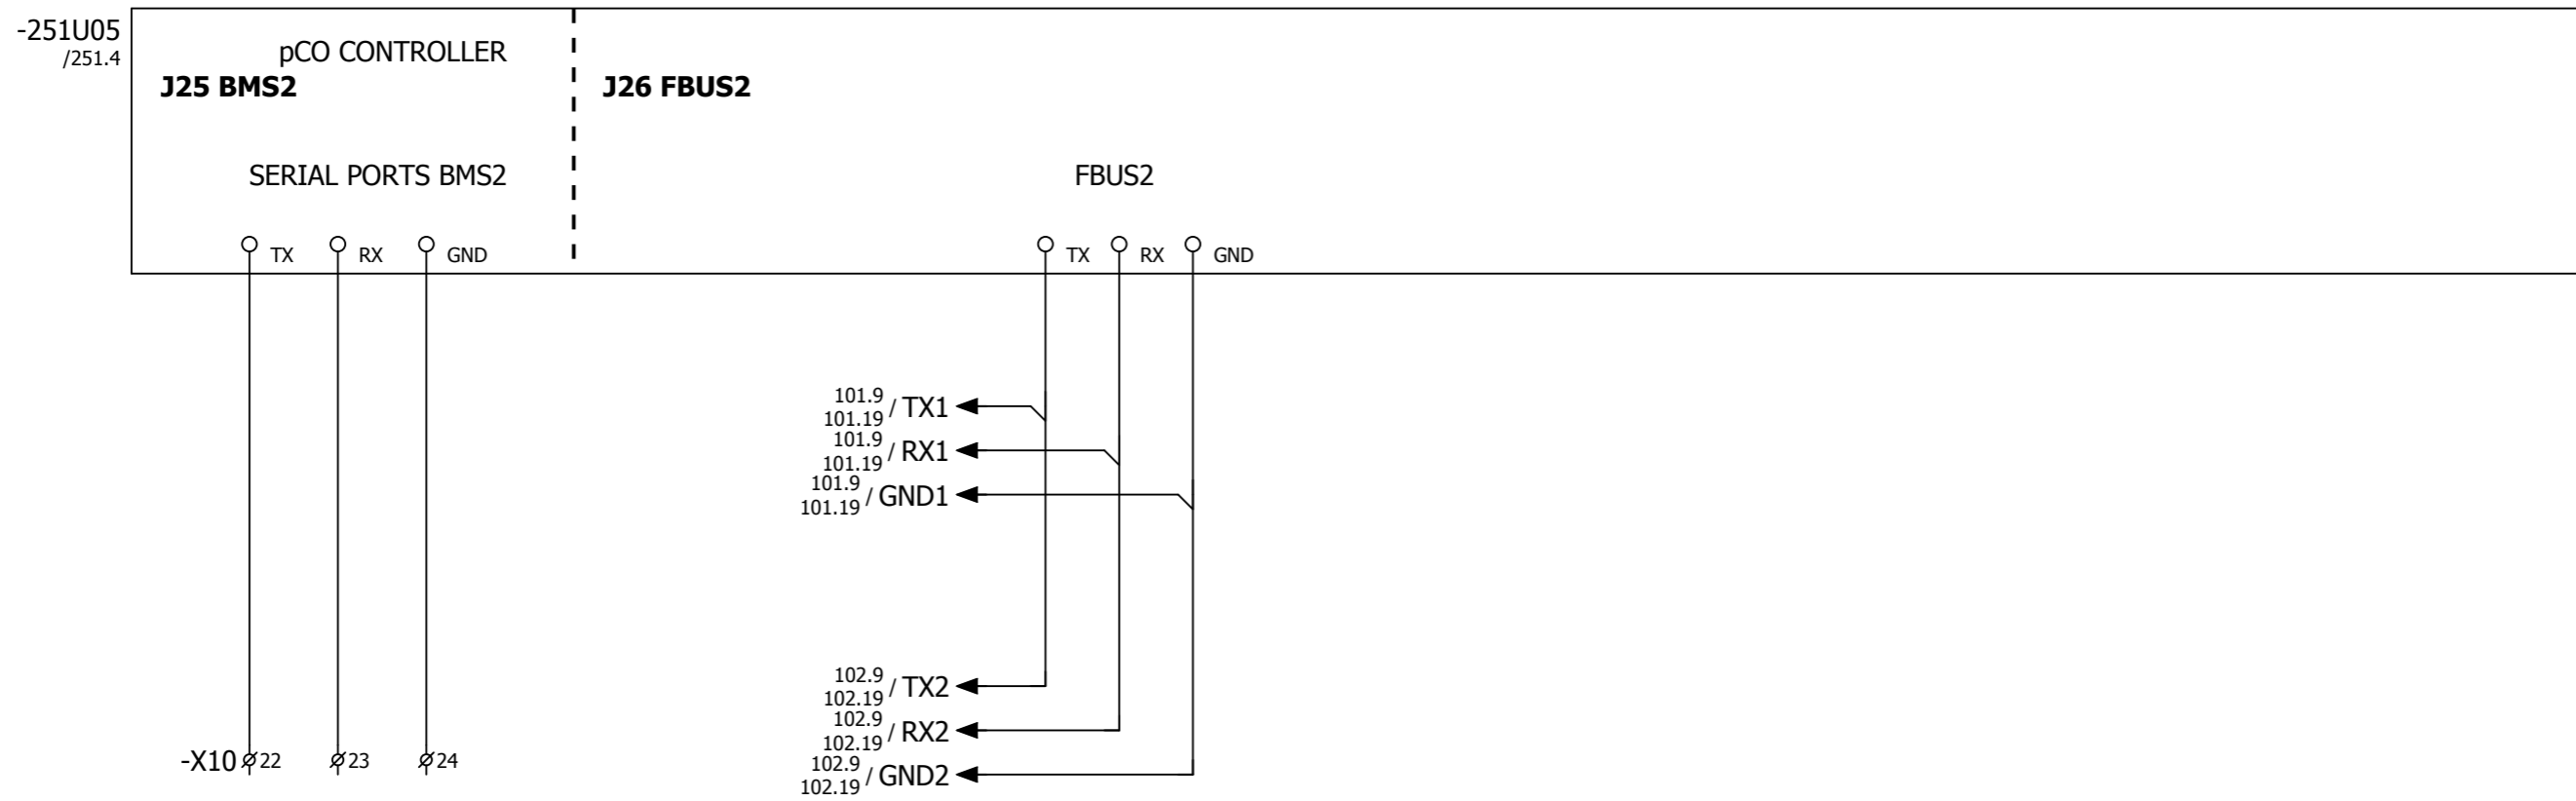 -251U05
/251.4
pCO CONTROLLER
J25 BMS2
J26 FBUS2
SERIAL PORTS BMS2
FBUS2
TX RX GND
TX RX GND
101.9
101.19 / TX1
101.9
101.19 / RX1
101.9
101.19 / GND1
102.9
102.19 / TX2
102.9
102.19 / RX2
102.9
102.19 / GND2
-X10 22 23 24